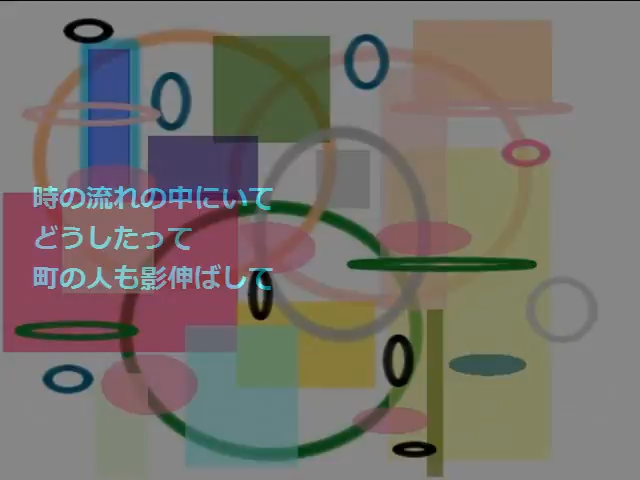 時の流れの中にいて
どうしたって
町の人も影伸ばして